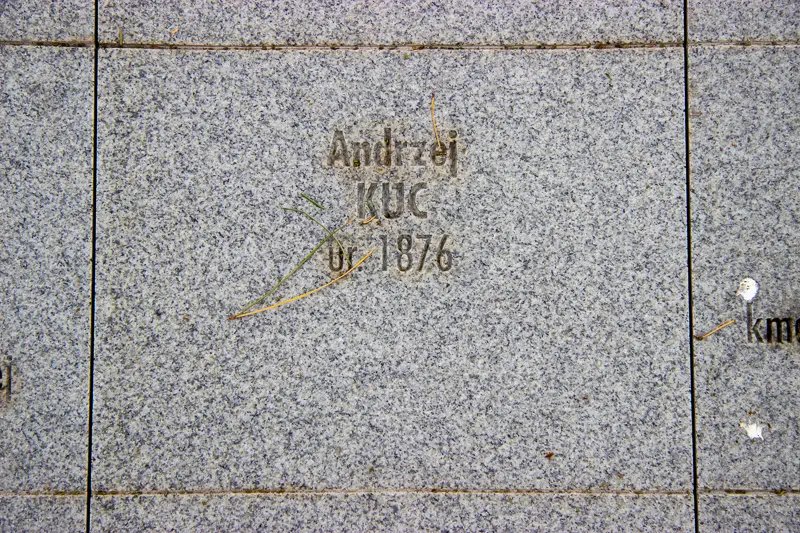 Andrzej
KUC
ur. 1876